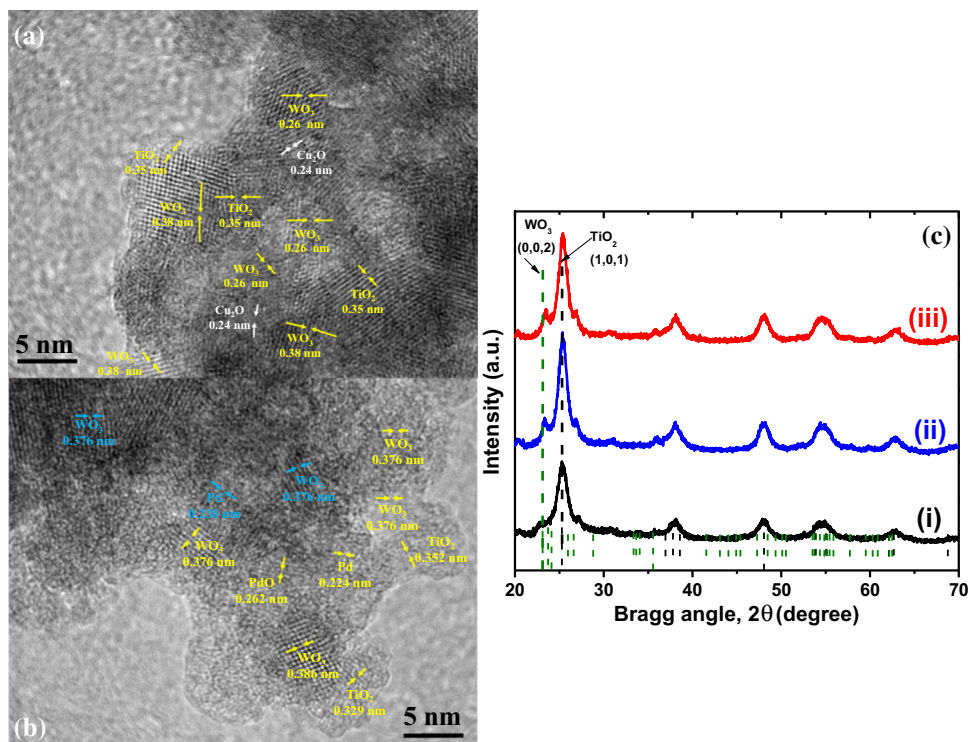 (a)
WO3
0.26 nm
Cu2O
0.24 nm
TiO2
0.35 nm
WO3
0.38 nm
TiO2
0.35 nm
WO3
0.26 nm
WO3
0.26 nm
TiO2
0.35 nm
Cu2O
0.24 nm
WO3
0.38 nm
WO3
0.38 nm
5 nm
WO3
0.376 nm
WO3
0.376 nm
WO3
0.376 nm
Pd
WO3
0.376 nm
TiO2
0.352 nm
WO3
0.376 nm
Pd
0.224 nm
PdO
0.262 nm
WO3
0.386 nm
TiO2
0.329 nm
5 nm
(b)
(c)
WO3
(0,0,2)
TiO2
(1,0,1)
(iii)
(ii)
(i)
Intensity (a.u.)
20 30 40 50 60 70
Bragg angle, 2θ (degree)